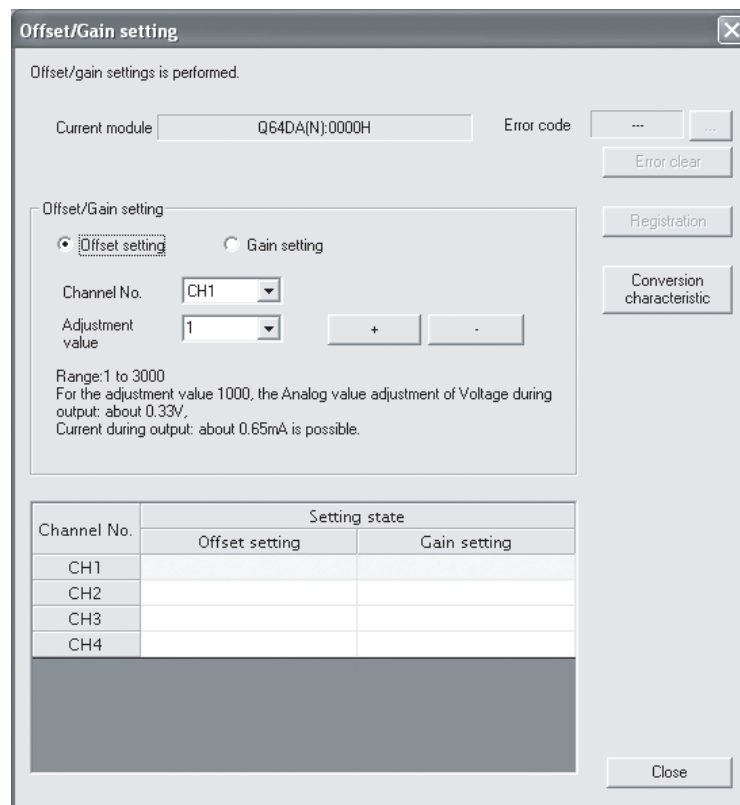 Offset/Gain setting
Offset/gain settings is performed.
Current module Q64DA(N):0000H Error code --- ...
Error clear
Offset/Gain setting
Registration
Offset setting Gain setting
Conversion
characteristic
Channel No. CH1
Adjustment
value 1 + -
Range:1 to 3000
For the adjustment value 1000, the Analog value adjustment of Voltage during
output: about 0.33V,
Current during output: about 0.65mA is possible.
Channel No. Setting state
Offset setting Gain setting
CH1
CH2
CH3
CH4
Close